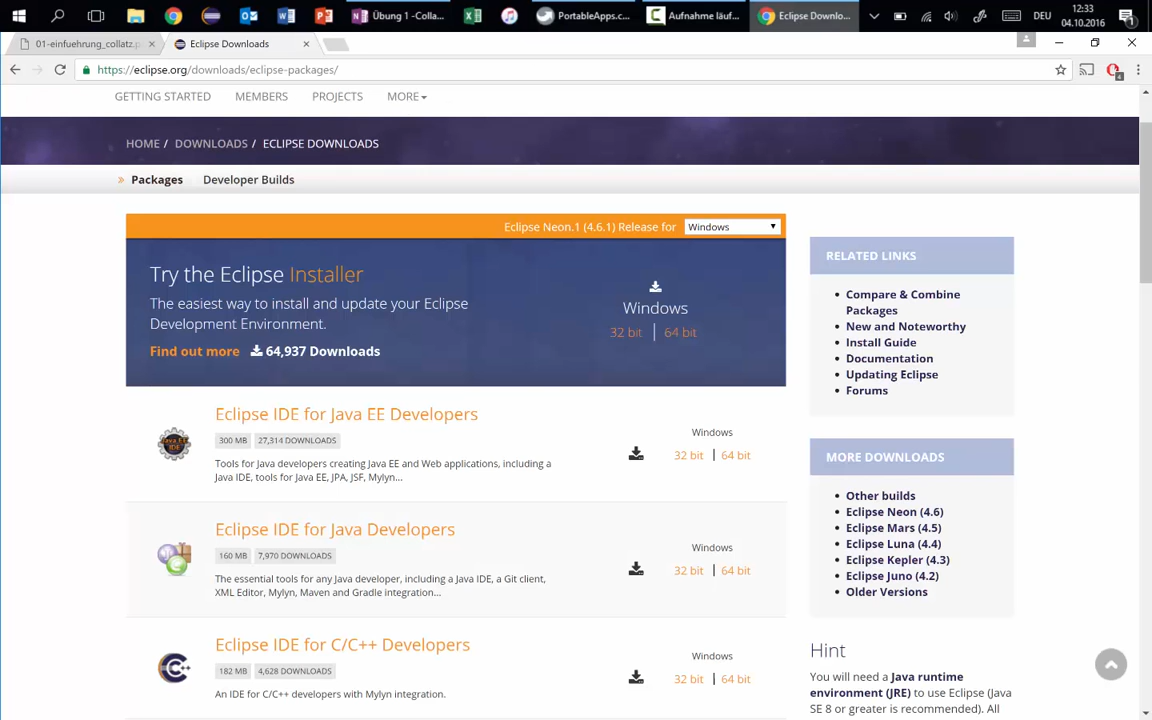 Übung 1 -Colla...
PortableApps.c...
Aufnahme läuf...
Eclipse Downlo...
DEU
12:33
04.10.2016
01-einfuehrung_collatz.p
Eclipse Downloads
https://eclipse.org/downloads/eclipse-packages/
GETTING STARTED MEMBERS PROJECTS MORE
HOME / DOWNLOADS / ECLIPSE DOWNLOADS
» Packages Developer Builds
Eclipse Neon.1 (4.6.1) Release for Windows
Try the Eclipse Installer
The easiest way to install and update your Eclipse
Development Environment.
Find out more 64,937 Downloads
Windows
32 bit | 64 bit
Eclipse IDE for Java EE Developers
300 MB 27,314 DOWNLOADS
Tools for Java developers creating Java EE and Web applications, including a
Java IDE, tools for Java EE, JPA, JSF, Mylyn...
Windows
32 bit | 64 bit
Eclipse IDE for Java Developers
160 MB 7,970 DOWNLOADS
The essential tools for any Java developer, including a Java IDE, a Git client,
XML Editor, Mylyn, Maven and Gradle integration...
Windows
32 bit | 64 bit
Eclipse IDE for C/C++ Developers
182 MB 4,628 DOWNLOADS
An IDE for C/C++ developers with Mylyn integration.
Windows
32 bit | 64 bit
RELATED LINKS
• Compare & Combine
Packages
• New and Noteworthy
• Install Guide
• Documentation
• Updating Eclipse
• Forums
MORE DOWNLOADS
• Other builds
• Eclipse Neon (4.6)
• Eclipse Mars (4.5)
• Eclipse Luna (4.4)
• Eclipse Kepler (4.3)
• Eclipse Juno (4.2)
• Older Versions
Hint
You will need a Java runtime
environment (JRE) to use Eclipse (Java
SE 8 or greater is recommended). All